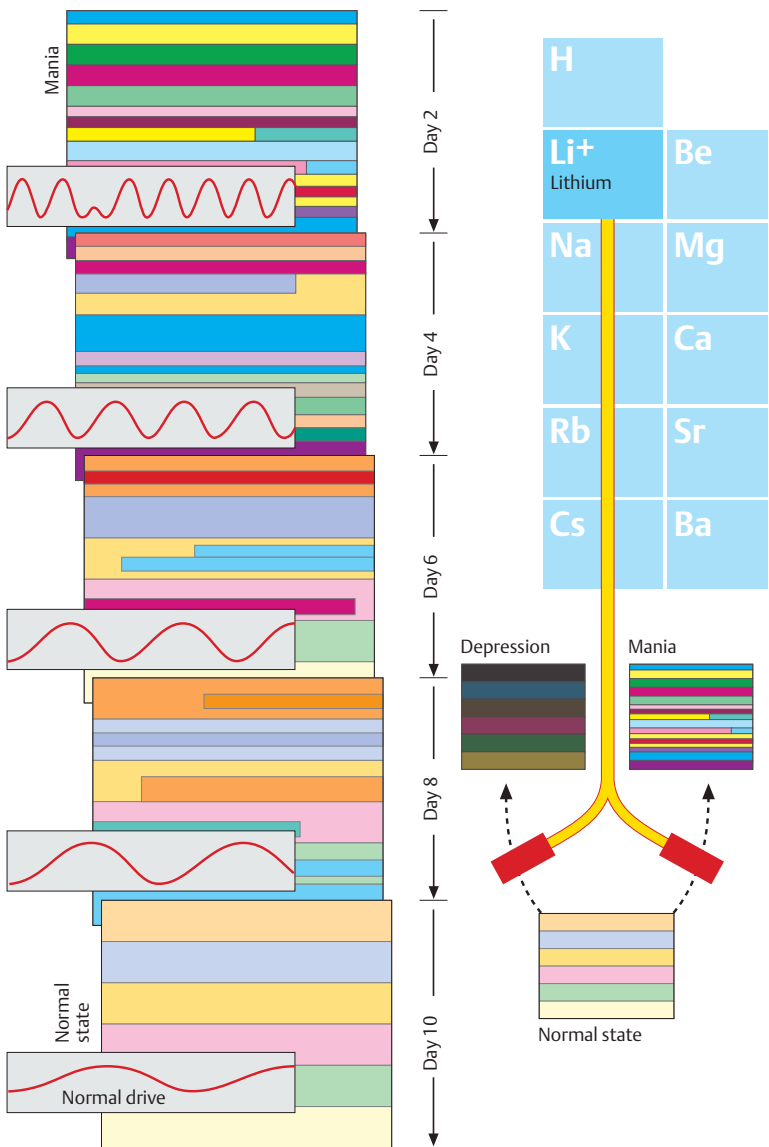 Mania
Day 2
Day 4
Day 6
Day 8
Normal
state
Day 10
Normal drive
H
Li+
Lithium
Be
Na
Mg
K
Ca
Rb
Sr
Cs
Ba
Depression
Mania
Normal state